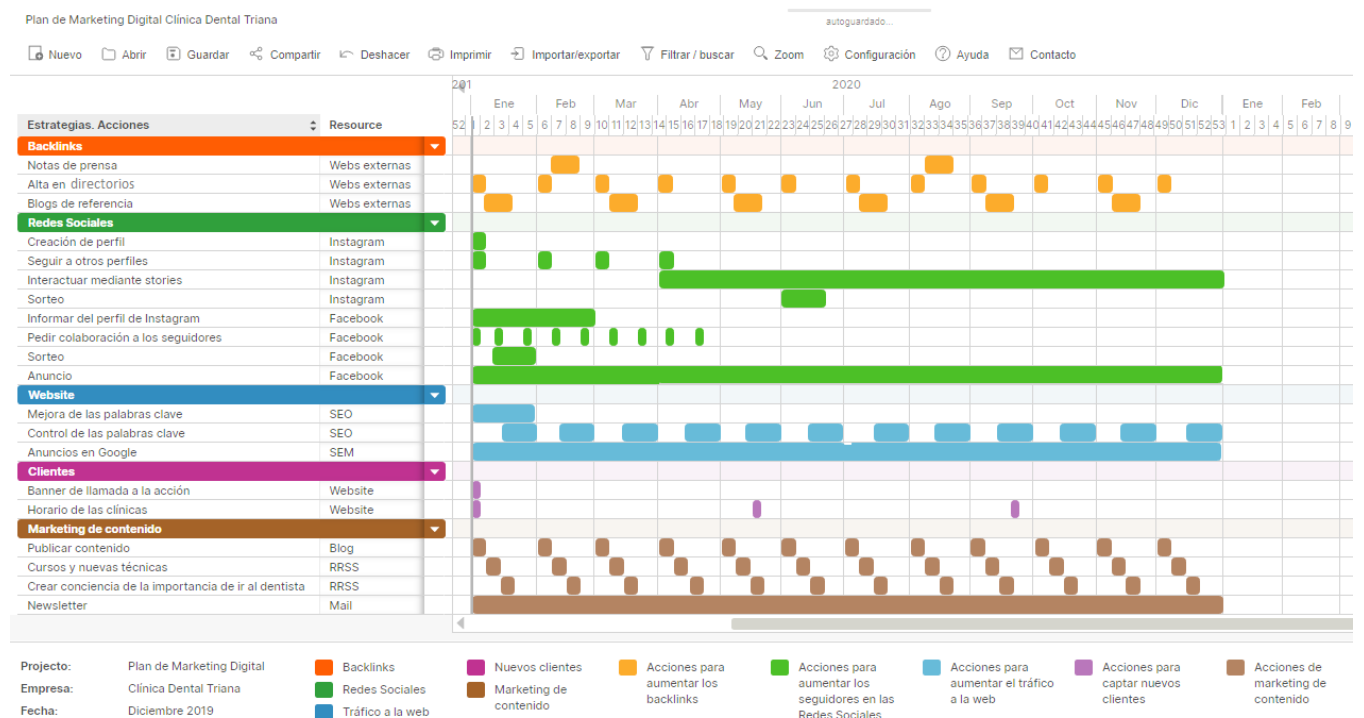 Plan de Marketing Digital Clínica Dental Triana
autoguardado...
Nuevo Abrir Guardar Compartir Deshacer Imprimir Importar/exportar Filtrar / buscar Zoom Configuración Ayuda Contacto
201 2020
Ene Feb Mar Abr May Jun Jul Ago Sep Oct Nov Dic Ene Feb
Estrategias. Acciones Resource 52 1 2 3 4 5 6 7 8 9 10 11 12 13 14 15 16 17 18 19 20 21 22 23 24 25 26 27 28 29 30 31 32 33 34 35 36 37 38 39 40 41 42 43 44 45 46 47 48 49 50 51 52 53 1 2 3 4 5 6 7 8 9
Backlinks
Notas de prensa Webs externas
Alta en directorios Webs externas
Blogs de referencia Webs externas
Redes Sociales
Creación de perfil Instagram
Seguir a otros perfiles Instagram
Interactuar mediante stories Instagram
Sorteo Instagram
Informar del perfil de Instagram Facebook
Pedir colaboración a los seguidores Facebook
Sorteo Facebook
Anuncio Facebook
Website
Mejora de las palabras clave SEO
Control de las palabras clave SEO
Anuncios en Google SEM
Clientes
Banner de llamada a la acción Website
Horario de las clínicas Website
Marketing de contenido
Publicar contenido Blog
Cursos y nuevas técnicas RRSS
Crear conciencia de la importancia de ir al dentista RRSS
Newsletter Mail
Projecto: Plan de Marketing Digital
Empresa: Clínica Dental Triana
Fecha: Diciembre 2019
Backlinks
Redes Sociales
Tráfico a la web
Nuevos clientes
Marketing de
contenido
Acciones para
aumentar los
backlinks
Acciones para
aumentar los
seguidores en las
Redes Sociales
Acciones para
aumentar el tráfico
a la web
Acciones para
captar nuevos
clientes
Acciones de
marketing de
contenido